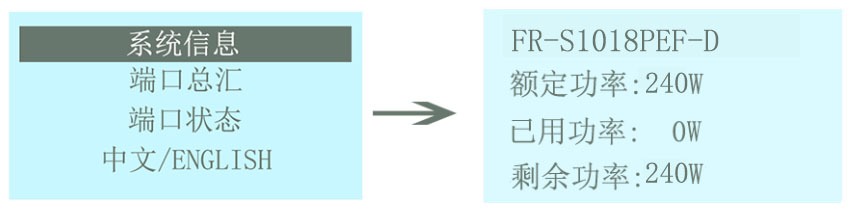 系统信息
端口总汇
端口状态
中文/ENGLISH
FR-S1018PEF-D
额定功率:240W
已用功率: 0W
剩余功率:240W